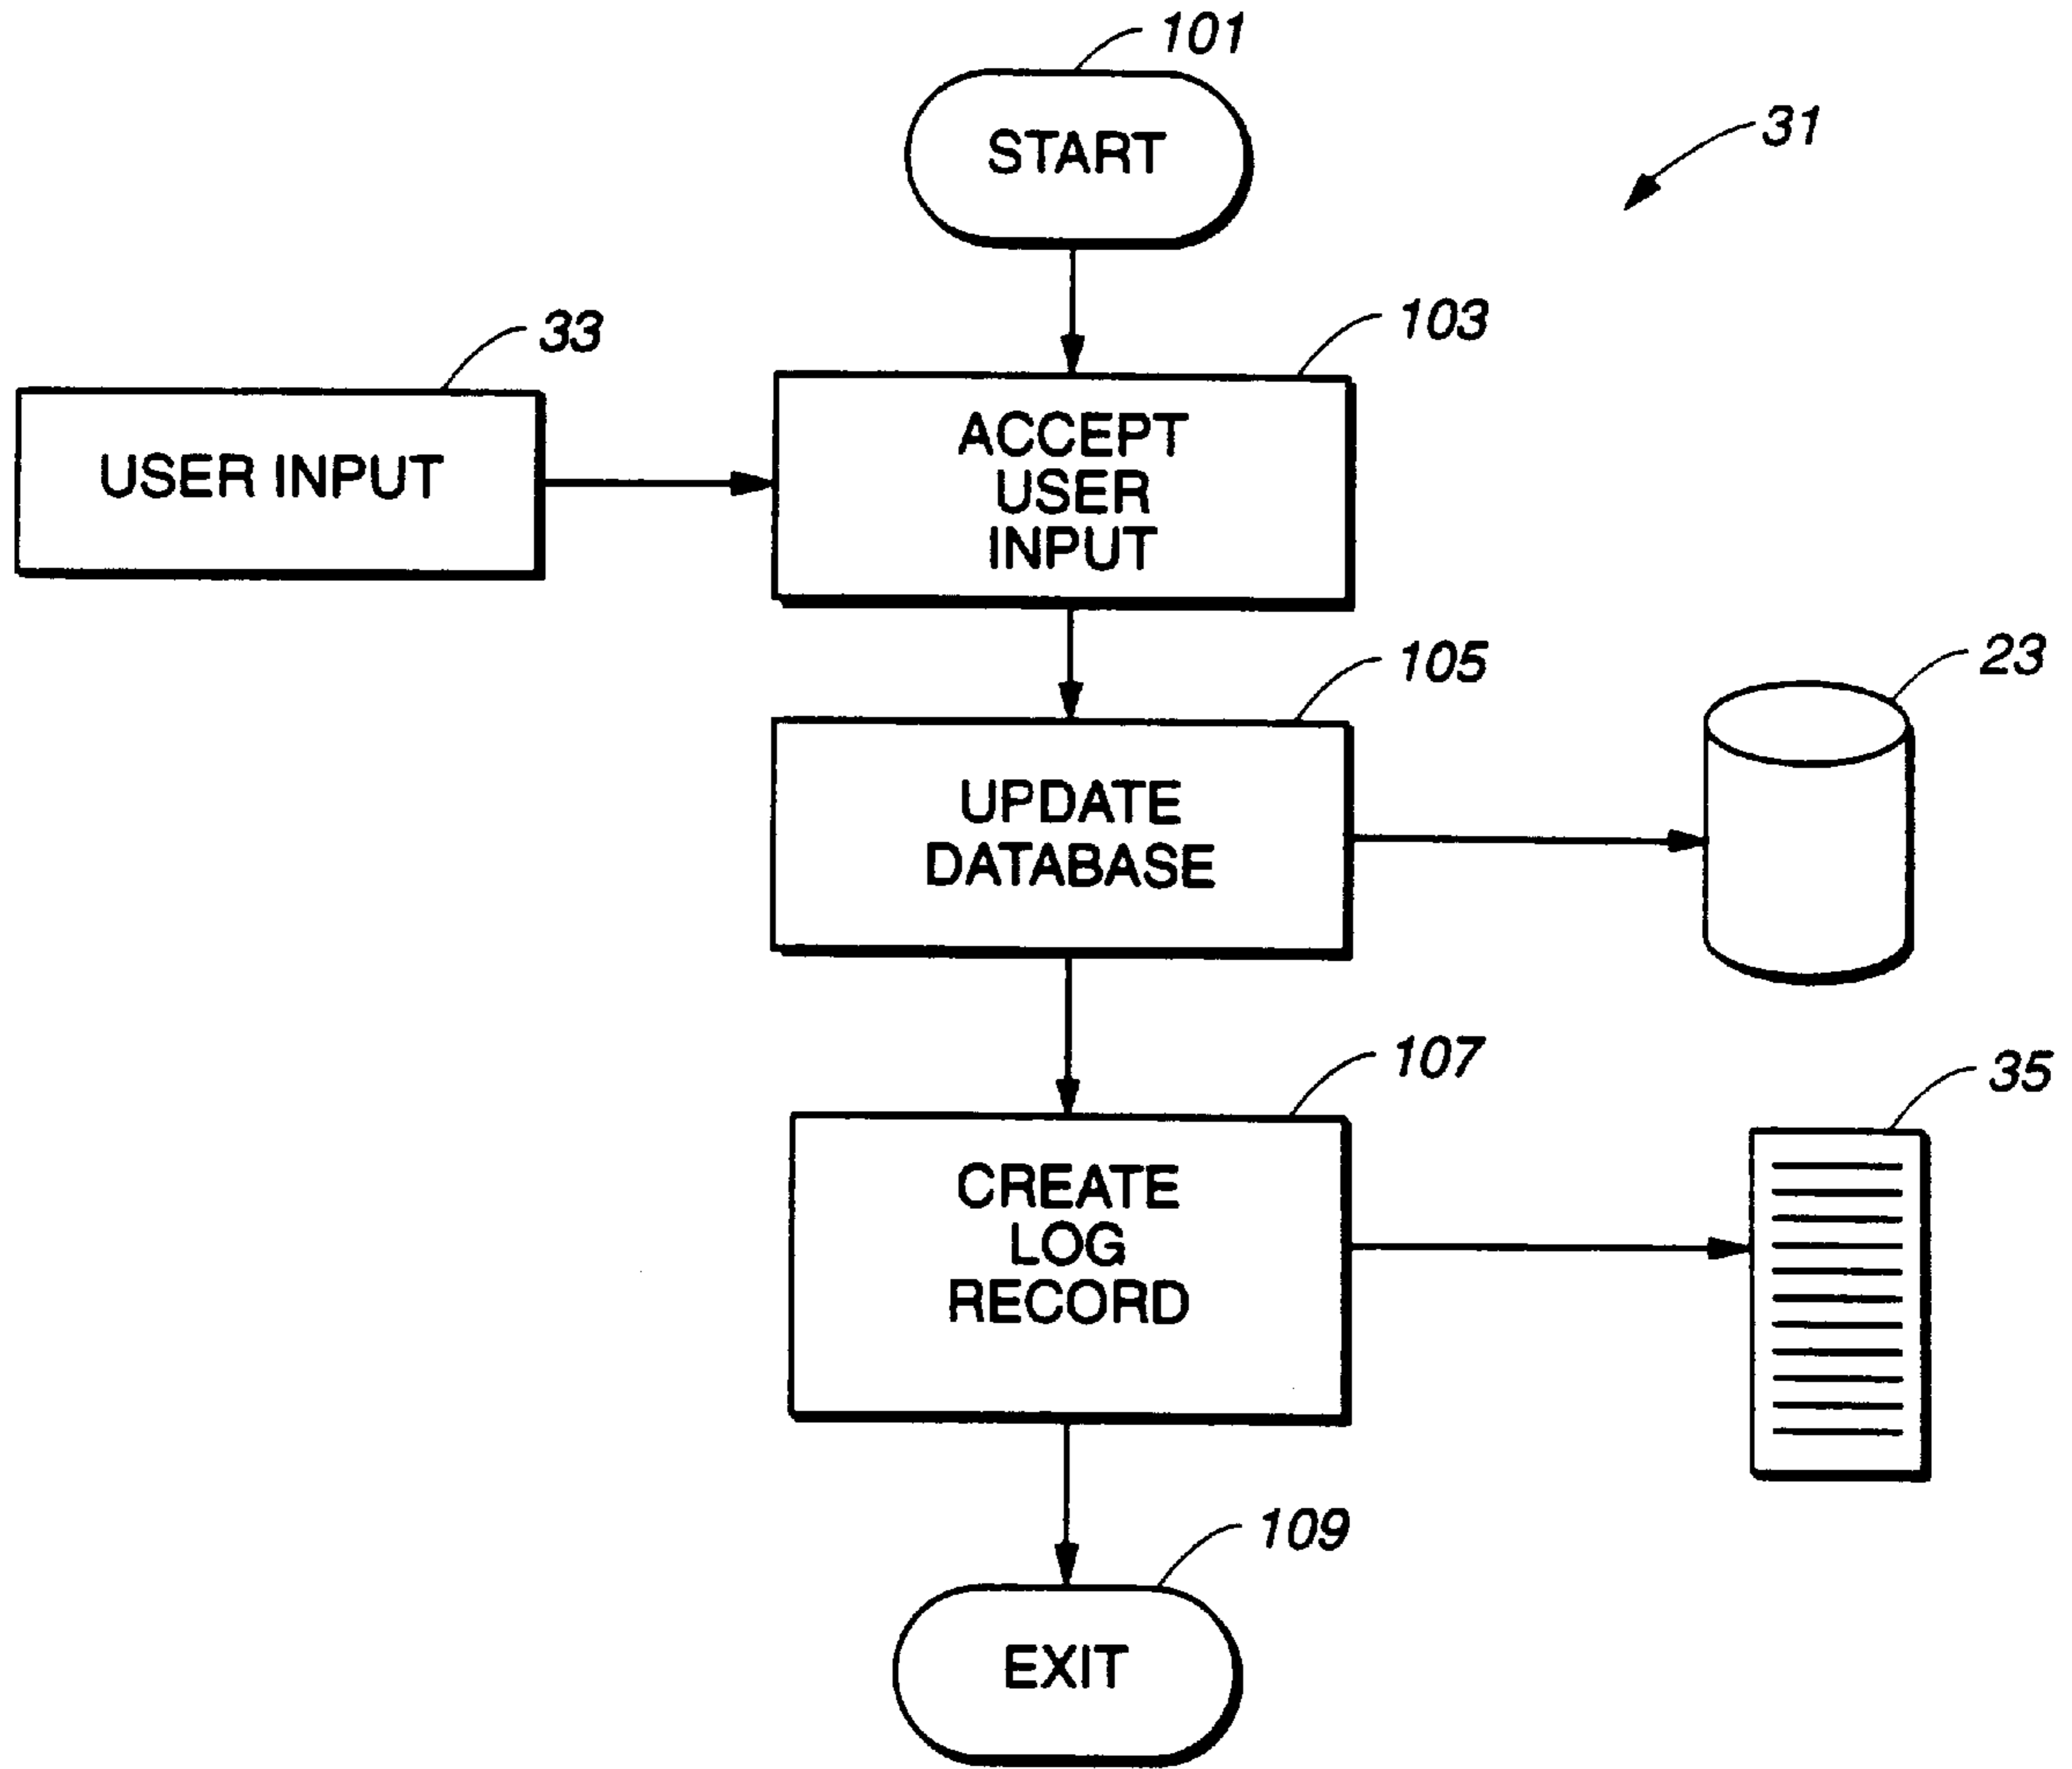 101
START
31
33
103
USER INPUT
ACCEPT
USER
INPUT
105
23
UPDATE
DATABASE
107
35
CREATE
LOG
RECORD
109
EXIT